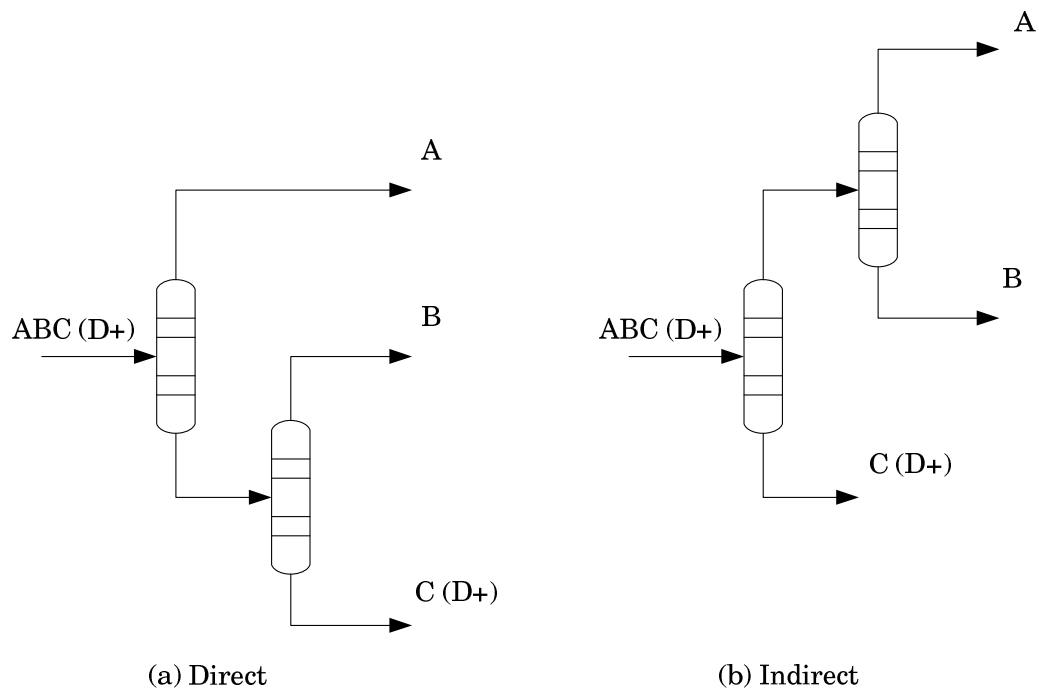 A
ABC (D+)
B
C (D+)
(a) Direct
A
ABC (D+)
B
C (D+)
(b) Indirect